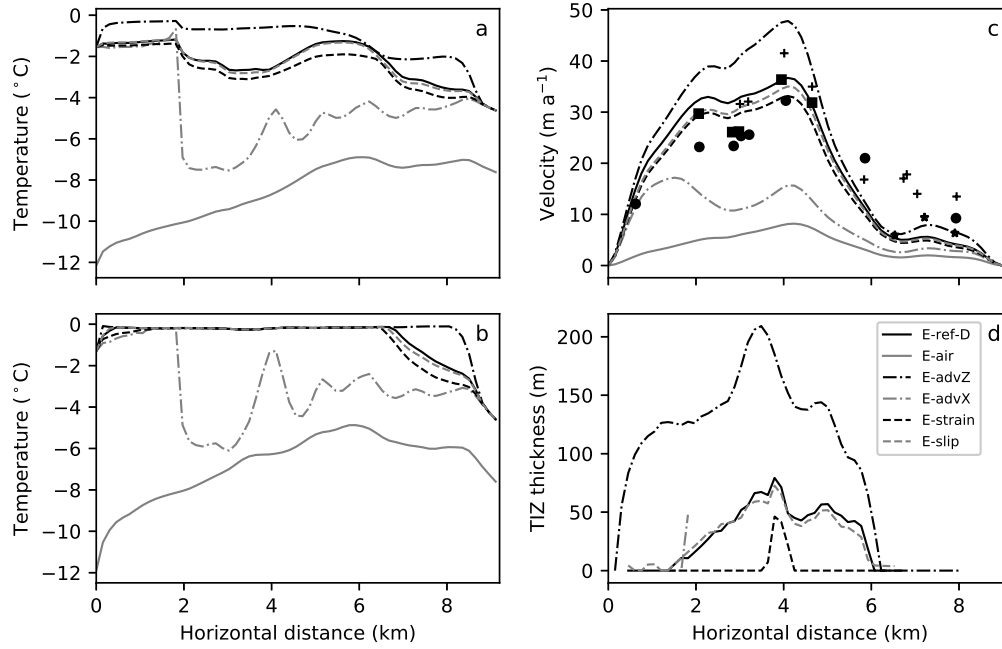 0
−2
−4
−6
−8
−10
−12
Temperature (°C)
a
50
40
30
20
10
0
Velocity (m a⁻¹)
c
0
−2
−4
−6
−8
−10
−12
Temperature (°C)
b
0 2 4 6 8
Horizontal distance (km)
200
150
100
50
0
TIZ thickness (m)
d
E-ref-D
E-air
E-advZ
E-advX
E-strain
E-slip
0 2 4 6 8
Horizontal distance (km)